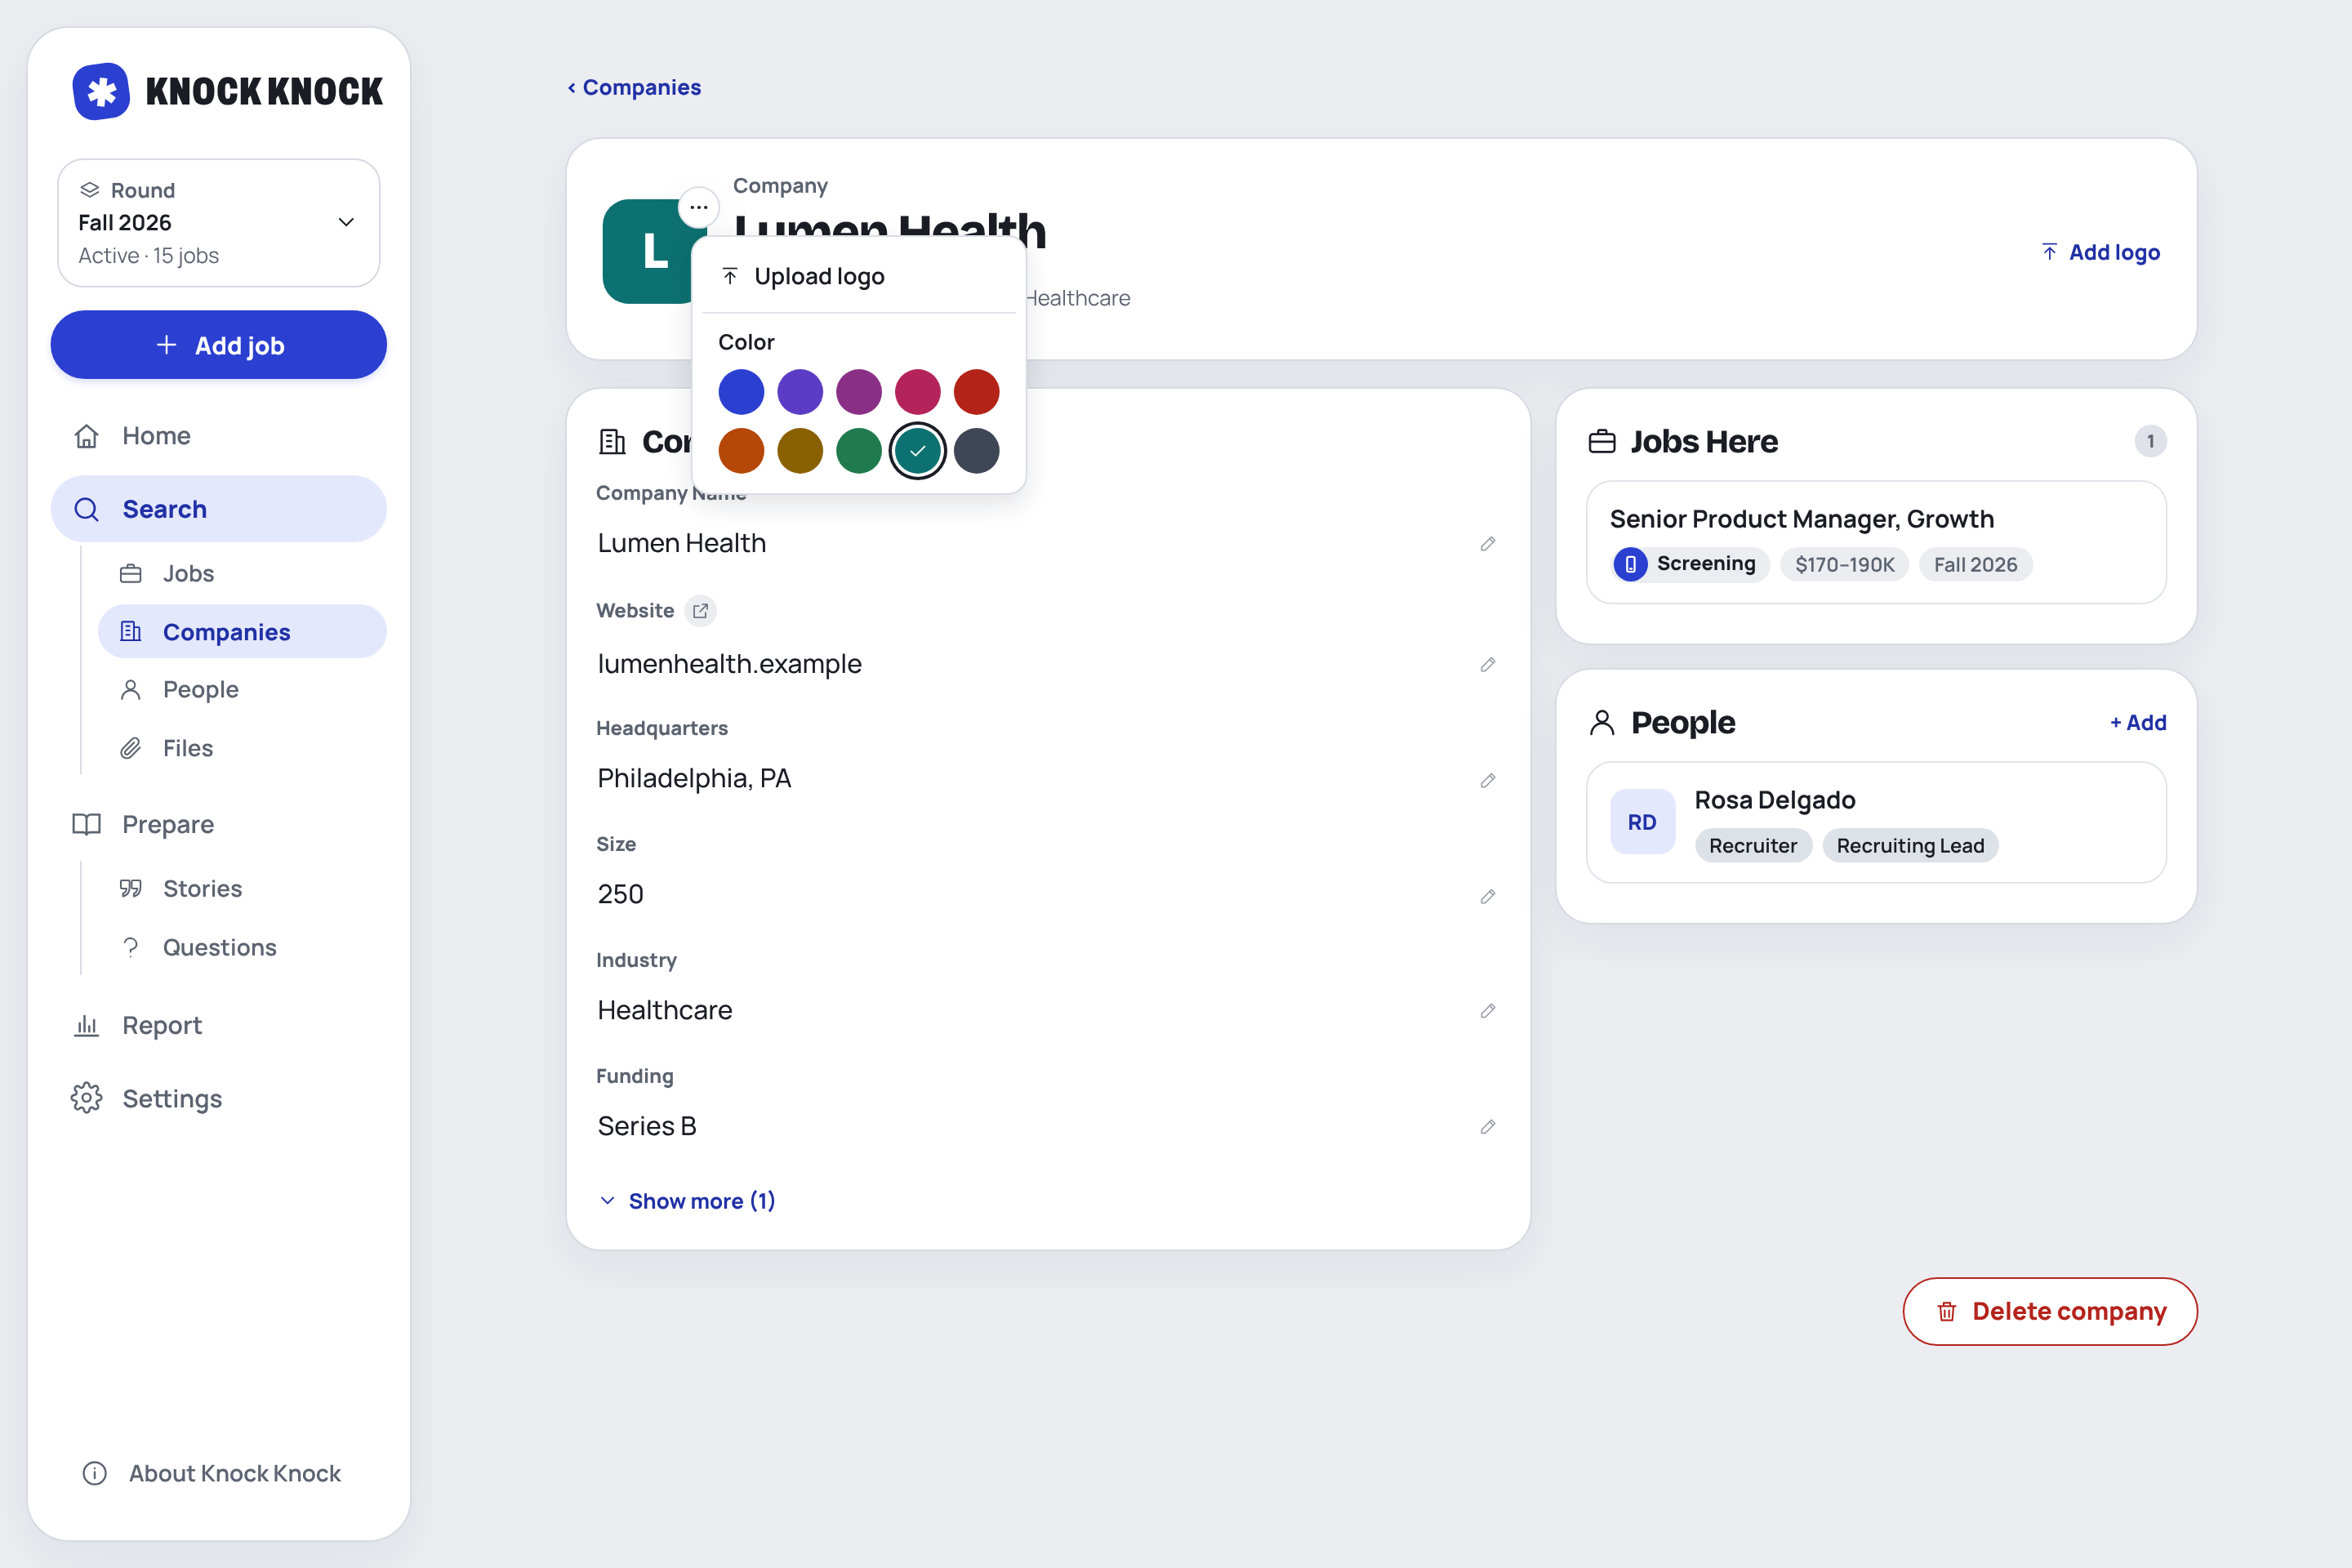 KNOCK KNOCK
Round
Fall 2026
Active · 15 jobs
+ Add job
Home
Search
Jobs
Companies
People
Files
Prepare
Stories
Questions
Report
Settings
About Knock Knock
‹ Companies
Company
L
Lumen Health
Healthcare
Add logo
Upload logo
Color
Company Name
Lumen Health
Website
lumenhealth.example
Headquarters
Philadelphia, PA
Size
250
Industry
Healthcare
Funding
Series B
Show more (1)
Jobs Here
1
Senior Product Manager, Growth
Screening
$170–190K
Fall 2026
People
+ Add
RD
Rosa Delgado
Recruiter
Recruiting Lead
Delete company